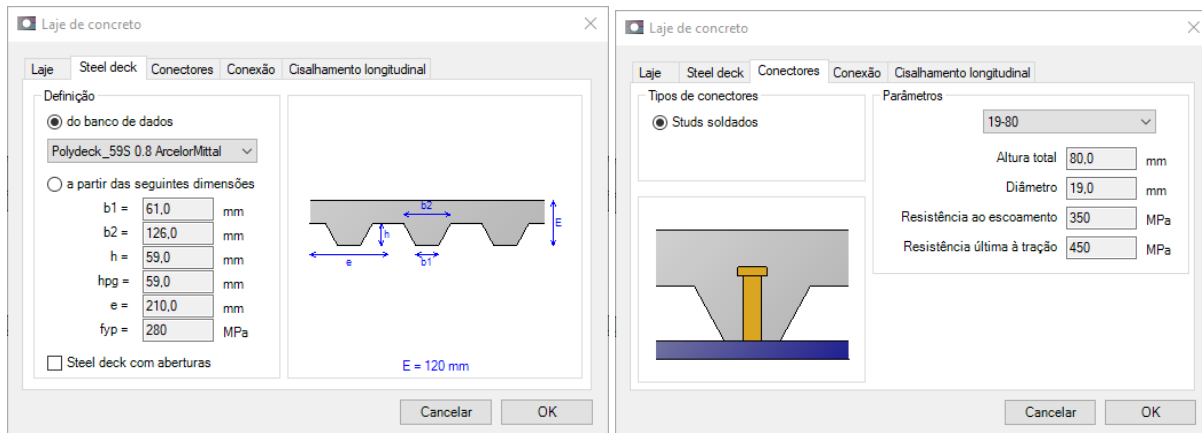 Laje de concreto
Laje Steel deck Conectores Conexão Cisalhamento longitudinal
Definição
do banco de dados
Polydeck_59S 0.8 ArcelorMittal
a partir das seguintes dimensões
b1 = 61,0 mm
b2 = 126,0 mm
h = 59,0 mm
hpg = 59,0 mm
e = 210,0 mm
fyp = 280 MPa
Steel deck com aberturas
b2
h
E
e
b1
E = 120 mm
Cancelar OK
Laje de concreto
Laje Steel deck Conectores Conexão Cisalhamento longitudinal
Tipos de conectores
Studs soldados
Parâmetros
19-80
Altura total 80,0 mm
Diâmetro 19,0 mm
Resistência ao escoamento 350 MPa
Resistência última à tração 450 MPa
Cancelar OK